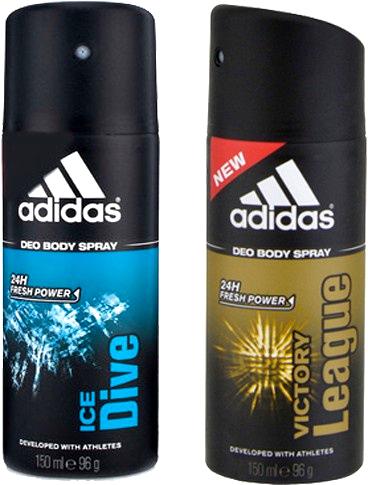 adidas
DEO BODY SPRAY
24H
FRESH POWER
ICE
Dive
DEVELOPED WITH ATHLETES
150 ml e 96 g
NEW
adidas
DEO BODY SPRAY
24H
FRESH POWER
VICTORY
League
DEVELOPED WITH ATHLETES
150 ml e 96 g